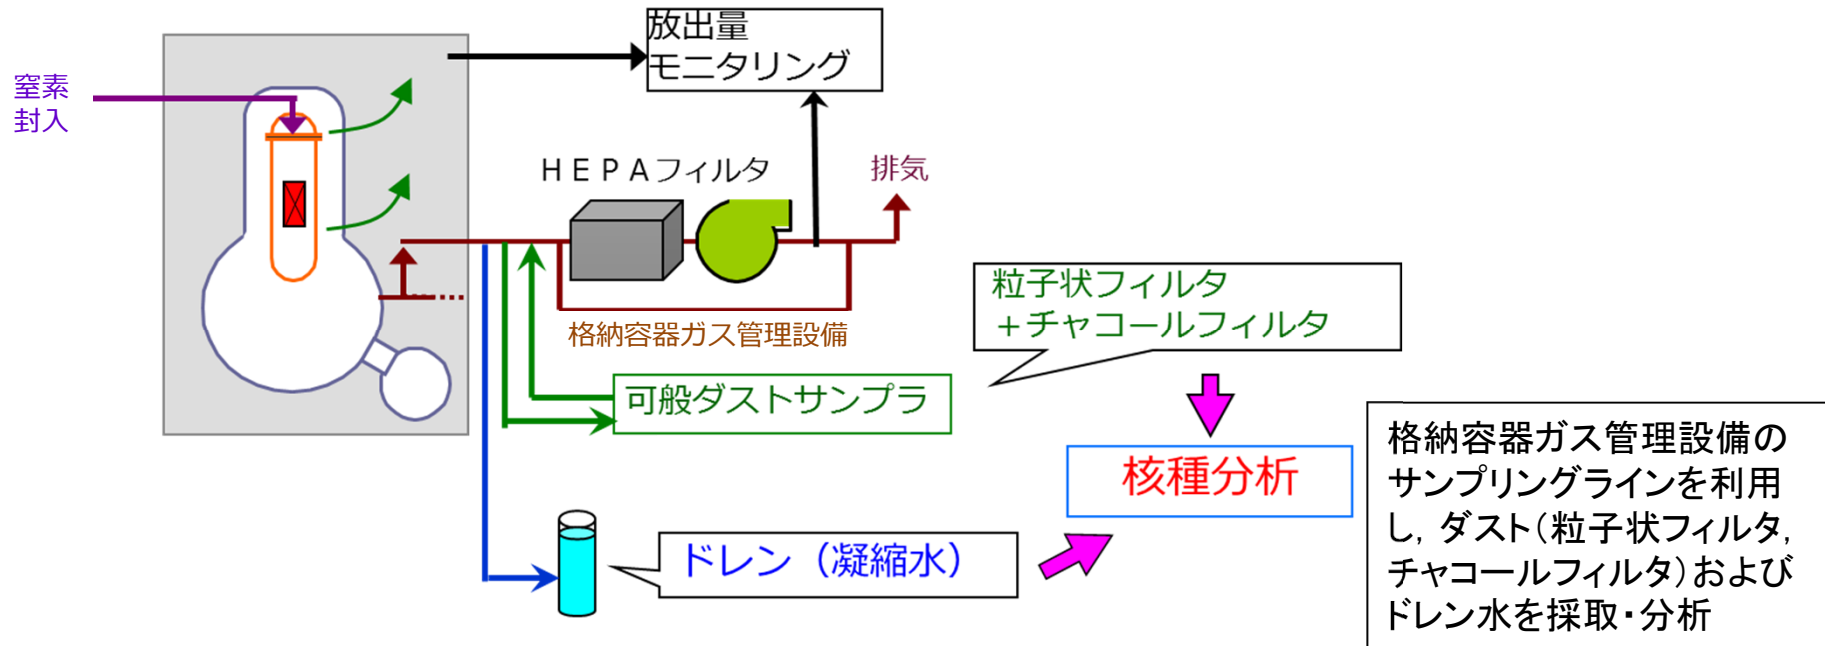 放出量
モニタリング
窒素
封入
ＨＥＰＡフィルタ
排気
格納容器ガス管理設備
粒子状フィルタ
＋チャコールフィルタ
可般ダストサンプラ
核種分析
ドレン（凝縮水）
格納容器ガス管理設備の
サンプリングラインを利用
し，ダスト（粒子状フィルタ，
チャコールフィルタ）および
ドレン水を採取・分析